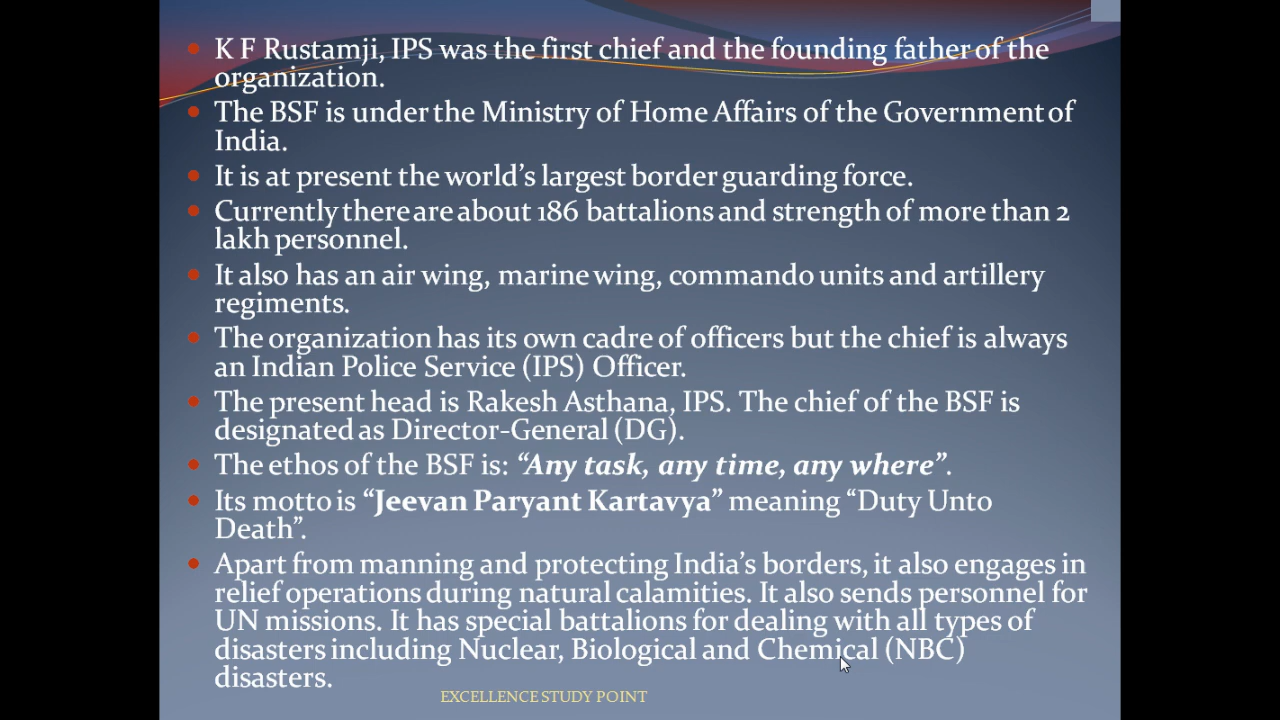 K F Rustamji, IPS was the first chief and the founding father of the
organization.
The BSF is under the Ministry of Home Affairs of the Government of
India.
It is at present the world’s largest border guarding force.
Currently there are about 186 battalions and strength of more than 2
lakh personnel.
It also has an air wing, marine wing, commando units and artillery
regiments.
The organization has its own cadre of officers but the chief is always
an Indian Police Service (IPS) Officer.
The present head is Rakesh Asthana, IPS. The chief of the BSF is
designated as Director-General (DG).
The ethos of the BSF is: “Any task, any time, any where”.
Its motto is “Jeevan Paryant Kartavya” meaning “Duty Unto
Death”.
Apart from manning and protecting India’s borders, it also engages in
relief operations during natural calamities. It also sends personnel for
UN missions. It has special battalions for dealing with all types of
disasters including Nuclear, Biological and Chemical (NBC)
disasters.
EXCELLENCE STUDY POINT